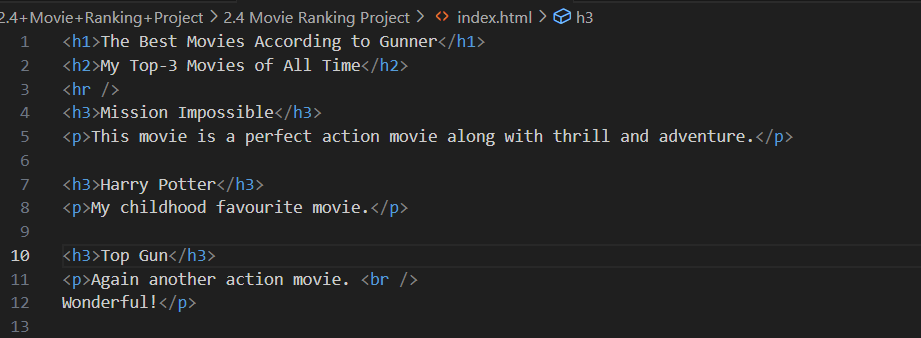 2.4+Movie+Ranking+Project > 2.4 Movie Ranking Project > <> index.html > h3
1 <h1>The Best Movies According to Gunner</h1>
2 <h2>My Top-3 Movies of All Time</h2>
3 <hr />
4 <h3>Mission Impossible</h3>
5 <p>This movie is a perfect action movie along with thrill and adventure.</p>
6
7 <h3>Harry Potter</h3>
8 <p>My childhood favourite movie.</p>
9
10 <h3>Top Gun</h3>
11 <p>Again another action movie. <br />
12 Wonderful!</p>
13